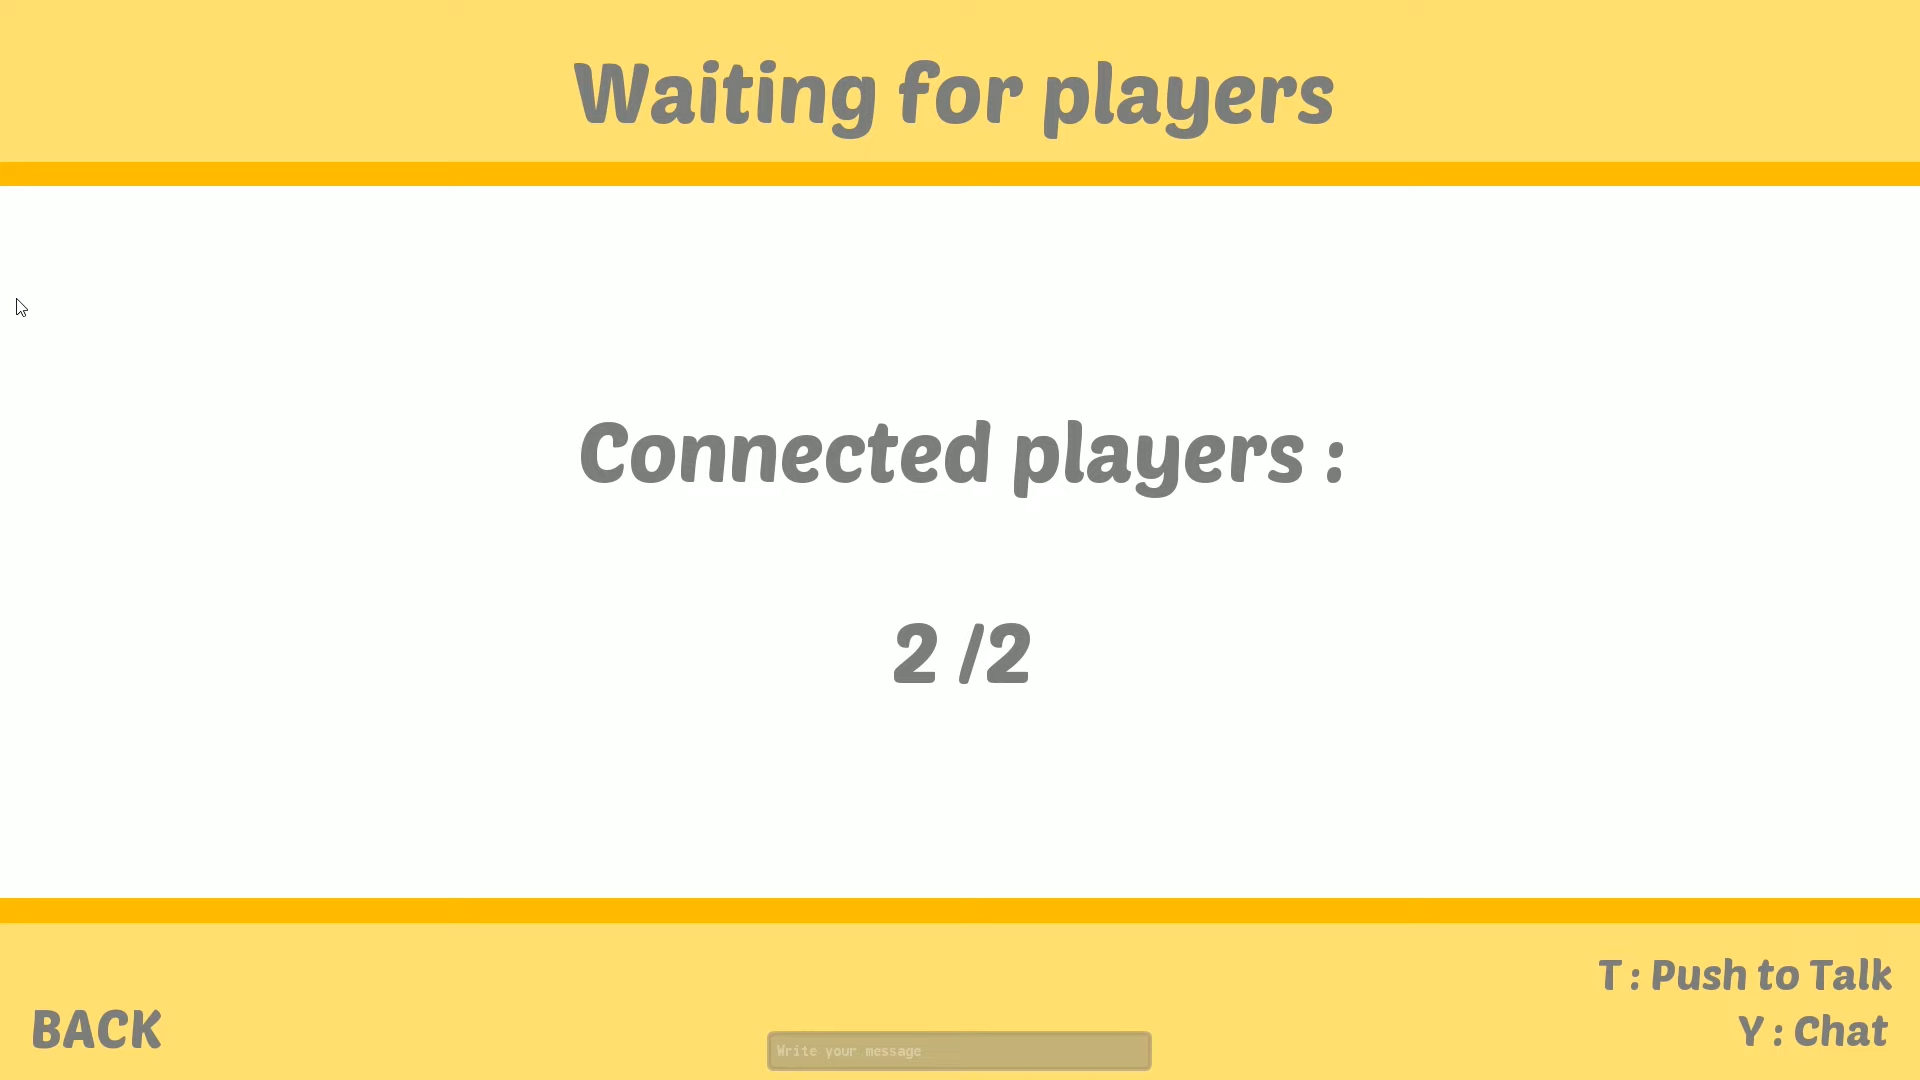 Waiting for players
Connected players :
2 /2
T : Push to Talk
BACK
Y : Chat
Write your message